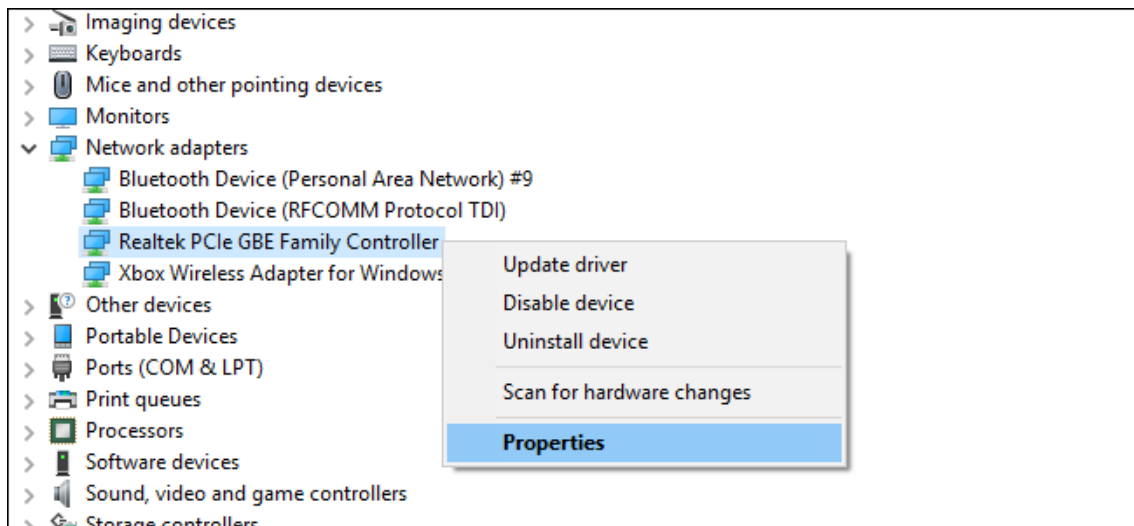 Imaging devices
Keyboards
Mice and other pointing devices
Monitors
Network adapters
Bluetooth Device (Personal Area Network) #9
Bluetooth Device (RFCOMM Protocol TDI)
Realtek PCIe GBE Family Controller
Xbox Wireless Adapter for Windows
Other devices
Portable Devices
Ports (COM & LPT)
Print queues
Processors
Software devices
Sound, video and game controllers
Storage controllers
Update driver
Disable device
Uninstall device
Scan for hardware changes
Properties